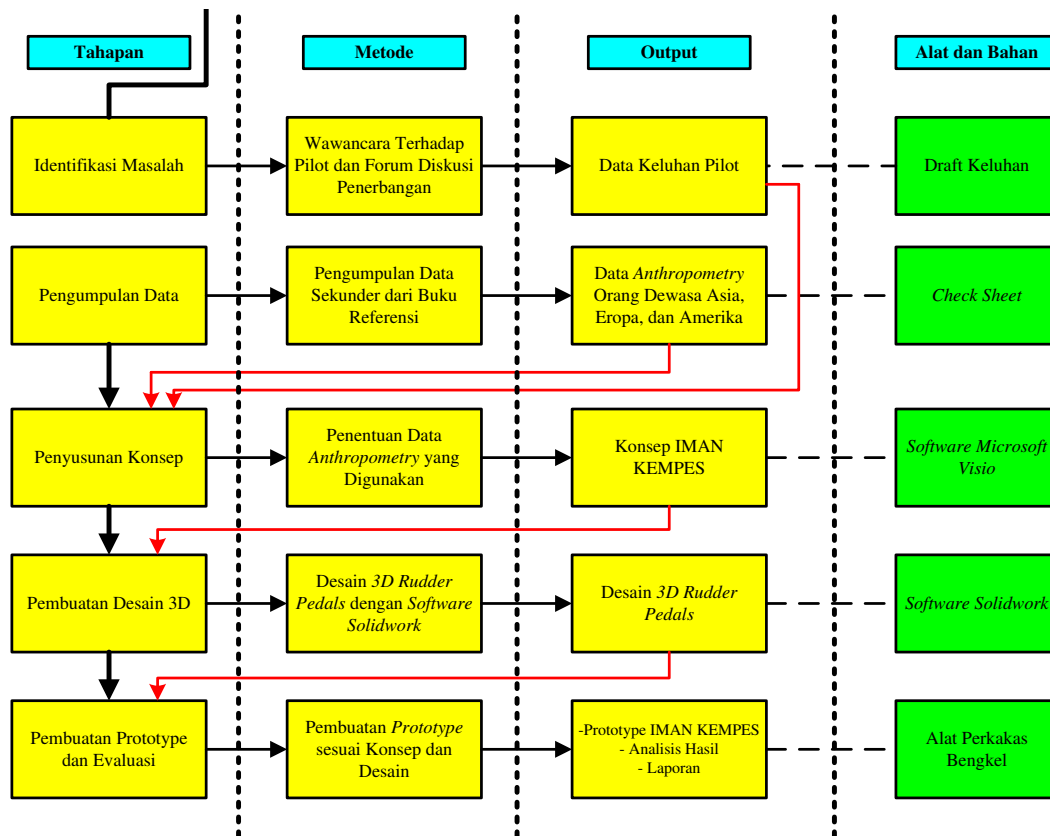 Tahapan
Metode
Output
Alat dan Bahan
Identifikasi Masalah
Wawancara Terhadap
Pilot dan Forum Diskusi
Penerbangan
Data Keluhan Pilot
Draft Keluhan
Pengumpulan Data
Pengumpulan Data
Sekunder dari Buku
Referensi
Data Anthropometry
Orang Dewasa Asia,
Eropa, dan Amerika
Check Sheet
Penyusunan Konsep
Penentuan Data
Anthropometry yang
Digunakan
Konsep IMAN
KEMPES
Software Microsoft
Visio
Pembuatan Desain 3D
Desain 3D Rudder
Pedals dengan Software
Solidwork
Desain 3D Rudder
Pedals
Software Solidwork
Pembuatan Prototype
dan Evaluasi
Pembuatan Prototype
sesuai Konsep dan
Desain
-Prototype IMAN KEMPES
- Analisis Hasil
- Laporan
Alat Perkakas
Bengkel